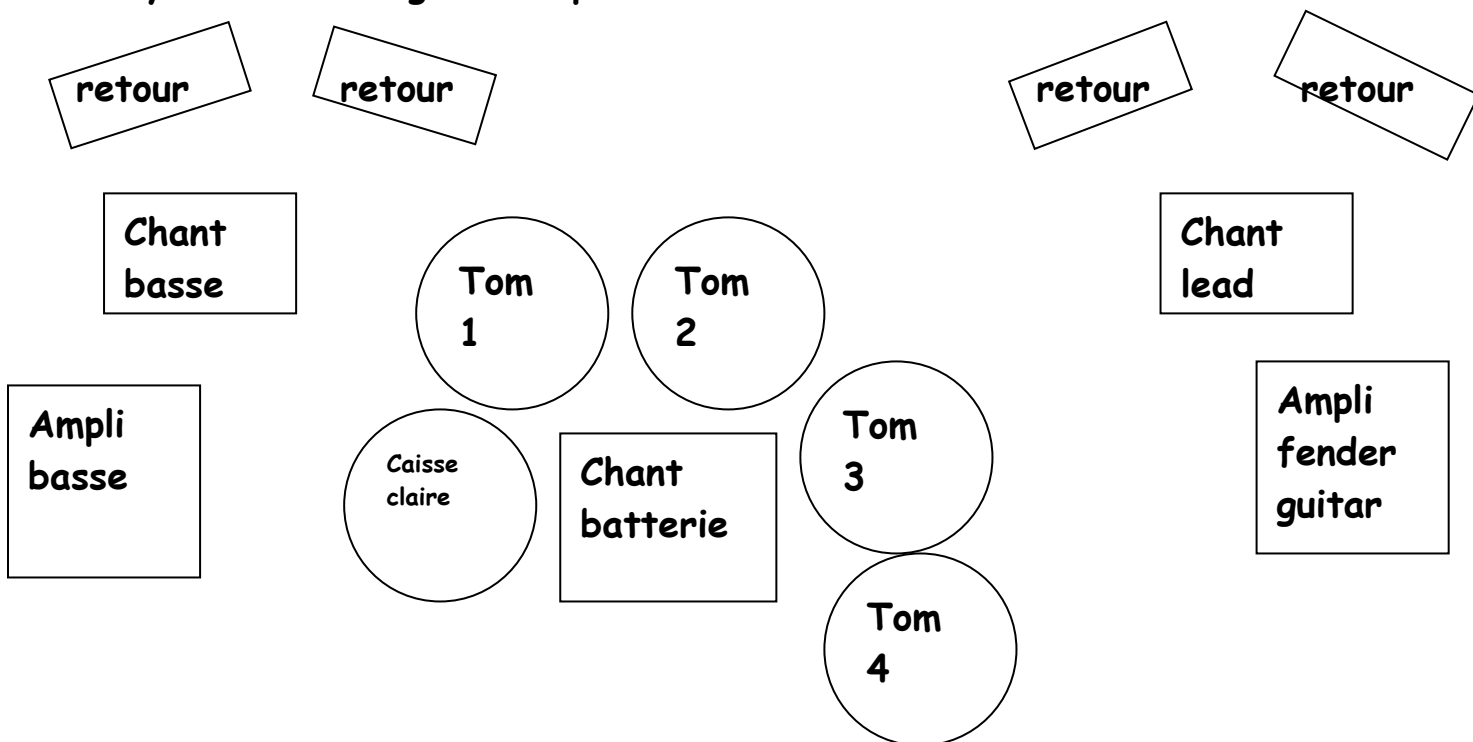 retour
retour
retour
retour
Chant
basse
Chant
lead
Tom
1
Tom
2
Ampli
basse
Caisse
claire
Chant
batterie
Tom
3
Ampli
fender
guitar
Tom
4